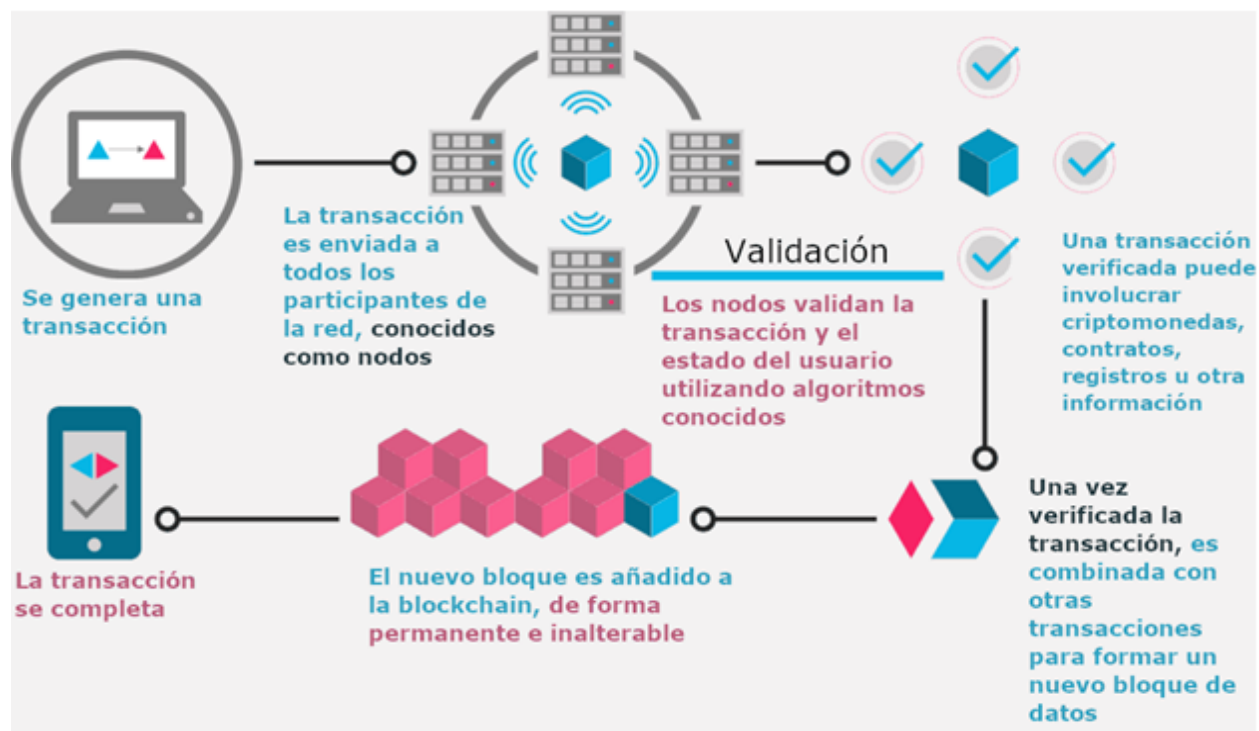 Se genera una
transacción
La transacción
es enviada a
todos los
participantes de
la red, conocidos
como nodos
Validación
Los nodos validan la
transacción y el
estado del usuario
utilizando algoritmos
conocidos
Una transacción
verificada puede
involucrar
criptomonedas,
contratos,
registros u otra
información
Una vez
verificada la
transacción, es
combinada con
otras
transacciones
para formar un
nuevo bloque de
datos
El nuevo bloque es añadido a
la blockchain, de forma
permanente e inalterable
La transacción
se completa